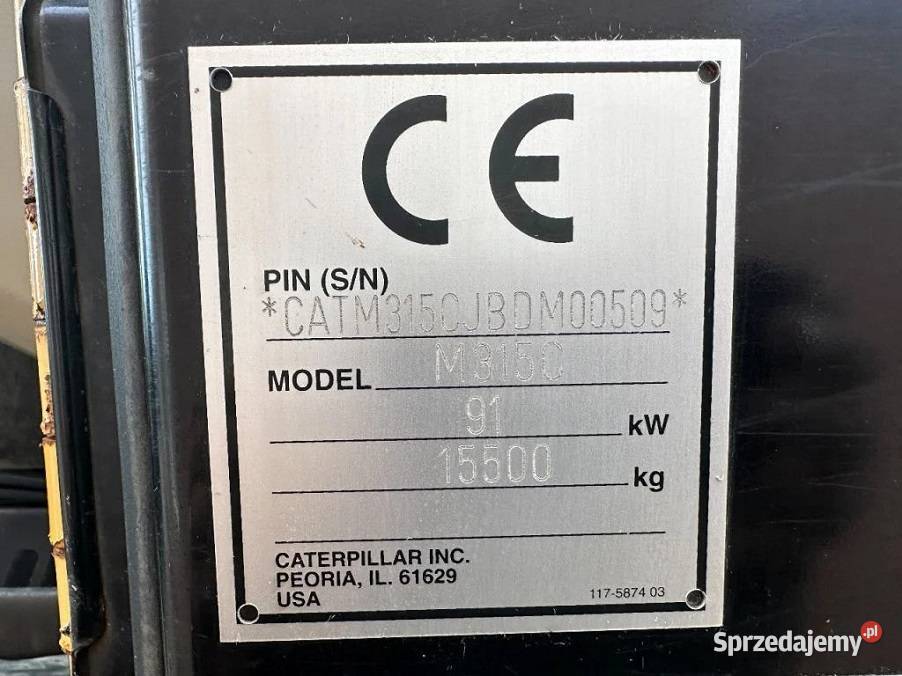 CE
PIN (S/N)
*CATM315CJBDM00509*
MODEL M315C
91 kW
15500 kg
CATERPILLAR INC.
PEORIA, IL. 61629
USA
117-5874 03
Sprzedajemy.pl